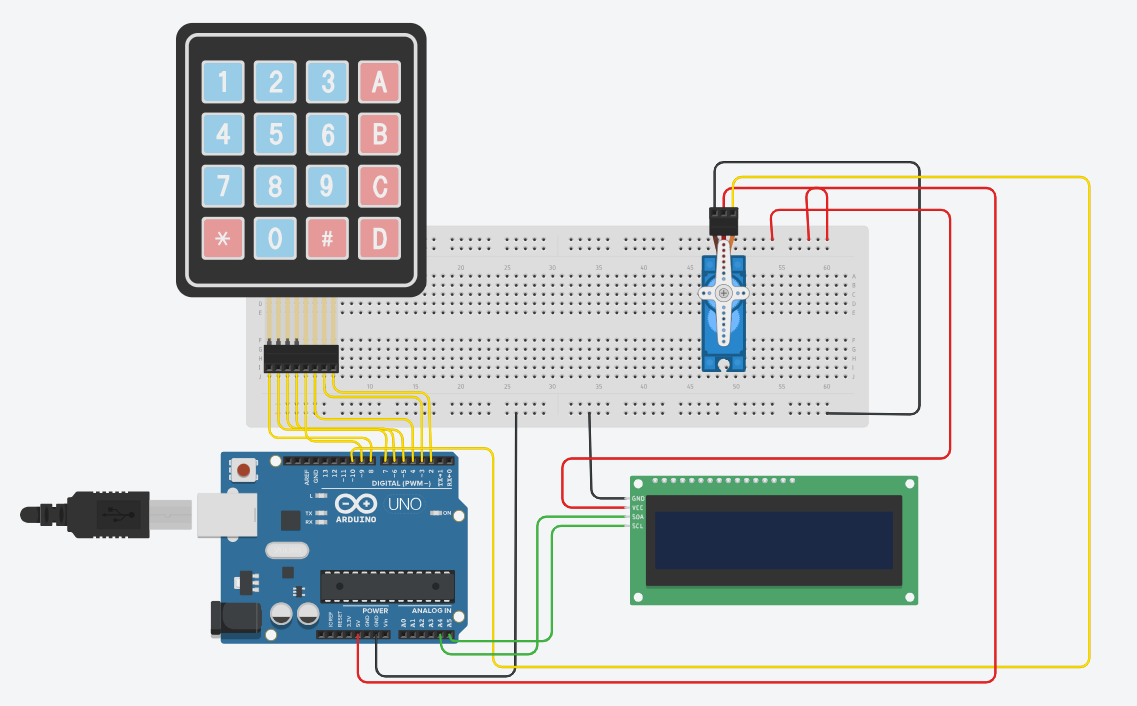 1 2 3 A
4 5 6 B
7 8 9 C
* 0 # D
20 25 30 35 40 45 50 55 60
A
B
C
D
E
F
G
H
I
J
10 15 20 25 30 35 40 45 50 55 60
AREF GND 13 12 ~11 ~10 ~9 8 7 ~6 ~5 4 ~3 2 TX→1 RX←0
DIGITAL (PWM~)
L
UNO
TX
RX
ARDUINO
ON
POWER ANALOG IN
IOREF RESET 3.3V 5V GND GND Vin A0 A1 A2 A3 A4 A5
GND
VCC
SDA
SCL